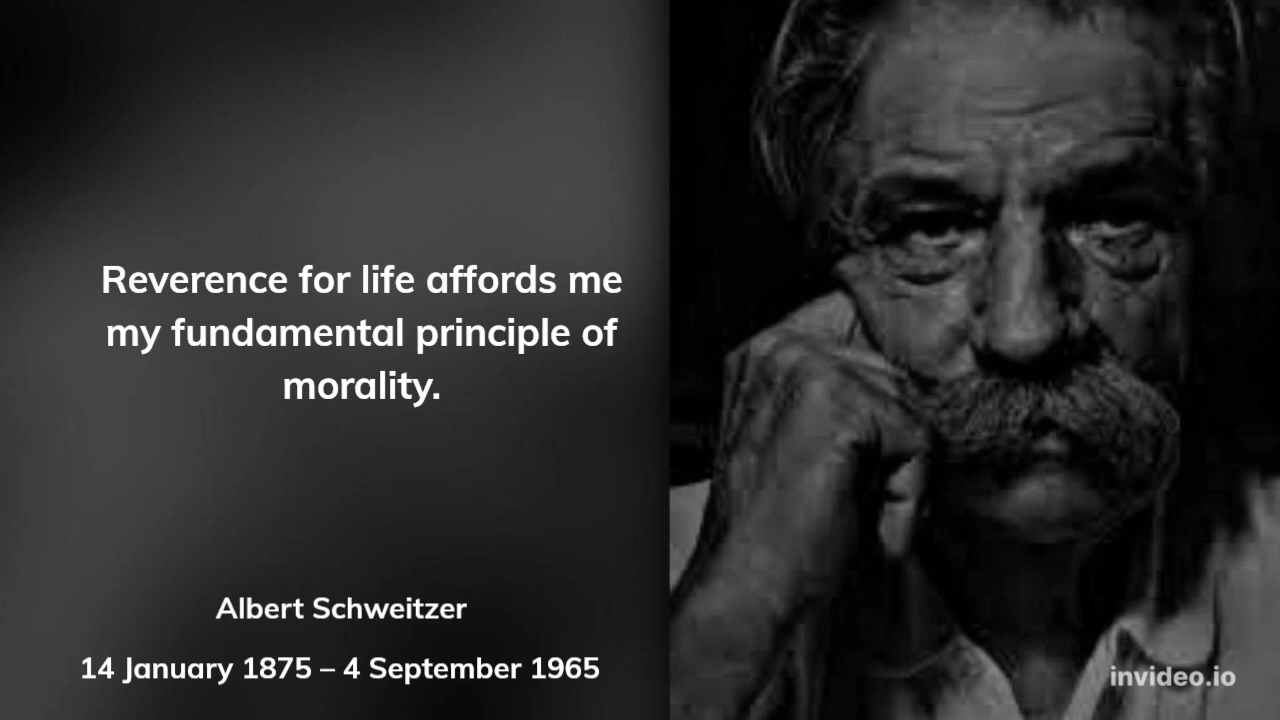 Reverence for life affords me
my fundamental principle of
morality.
Albert Schweitzer
14 January 1875 – 4 September 1965
invideo.io